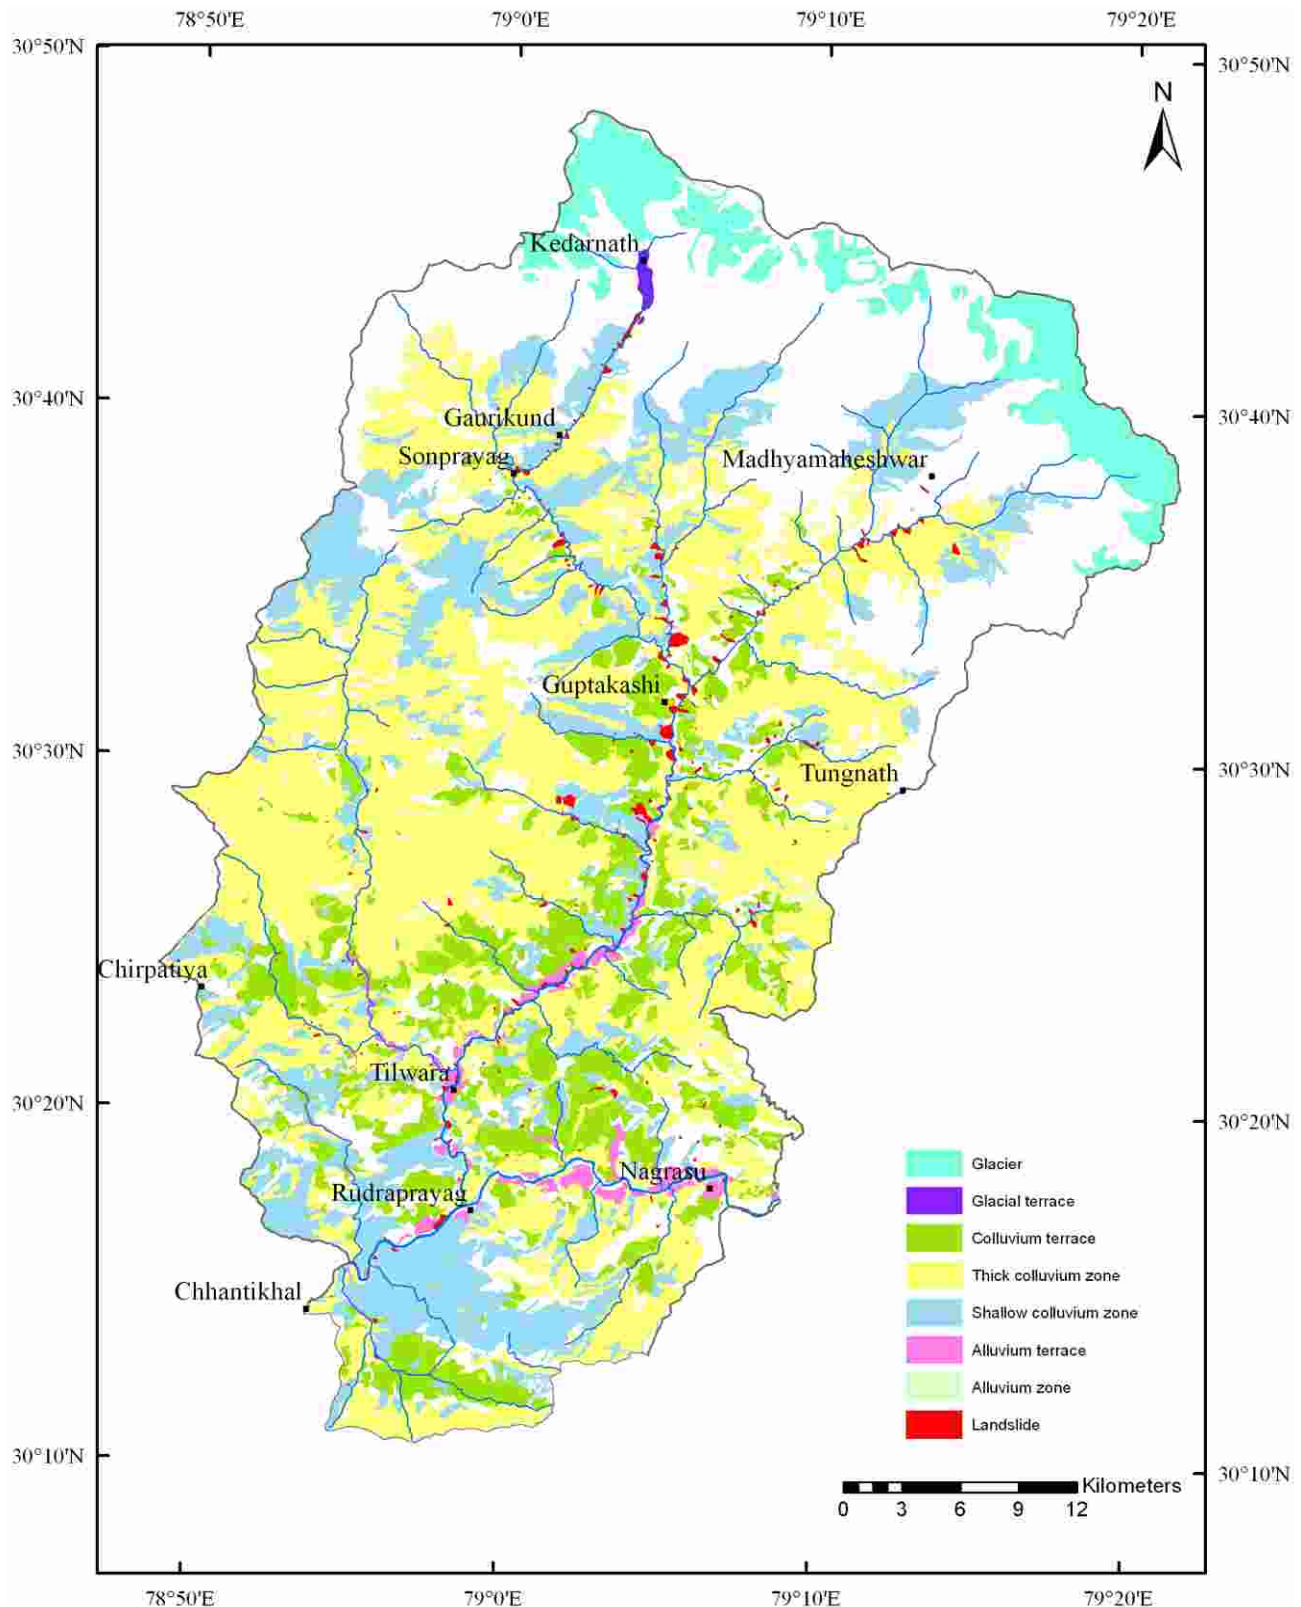 78°50'E 79°0'E 79°10'E 79°20'E
30°50'N
30°50'N
N
Kedarnath
30°40'N
30°40'N
Gaurikund
Sonprayag
Madhyamaheshwar
Guptakashi
30°30'N
30°30'N
Tungnath
Chirpatiya
Tilwara
30°20'N
30°20'N
Nagrasu
Rudraprayag
Chhantikhal
Glacier
Glacial terrace
Colluvium terrace
Thick colluvium zone
Shallow colluvium zone
Alluvium terrace
Alluvium zone
Landslide
30°10'N
30°10'N
Kilometers
0 3 6 9 12
78°50'E 79°0'E 79°10'E 79°20'E